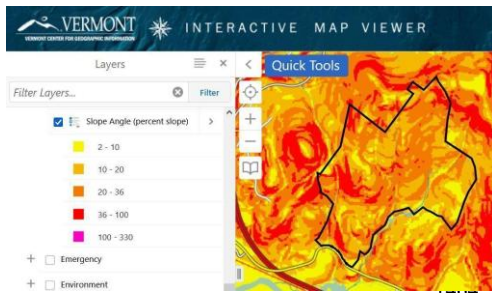 VERMONT
VERMONT CENTER FOR GEOGRAPHIC INFORMATION
INTERACTIVE MAP VIEWER
Layers
Filter Layers...
Filter
Slope Angle (percent slope)
2 - 10
10 - 20
20 - 36
36 - 100
100 - 330
Emergency
Environment
Quick Tools